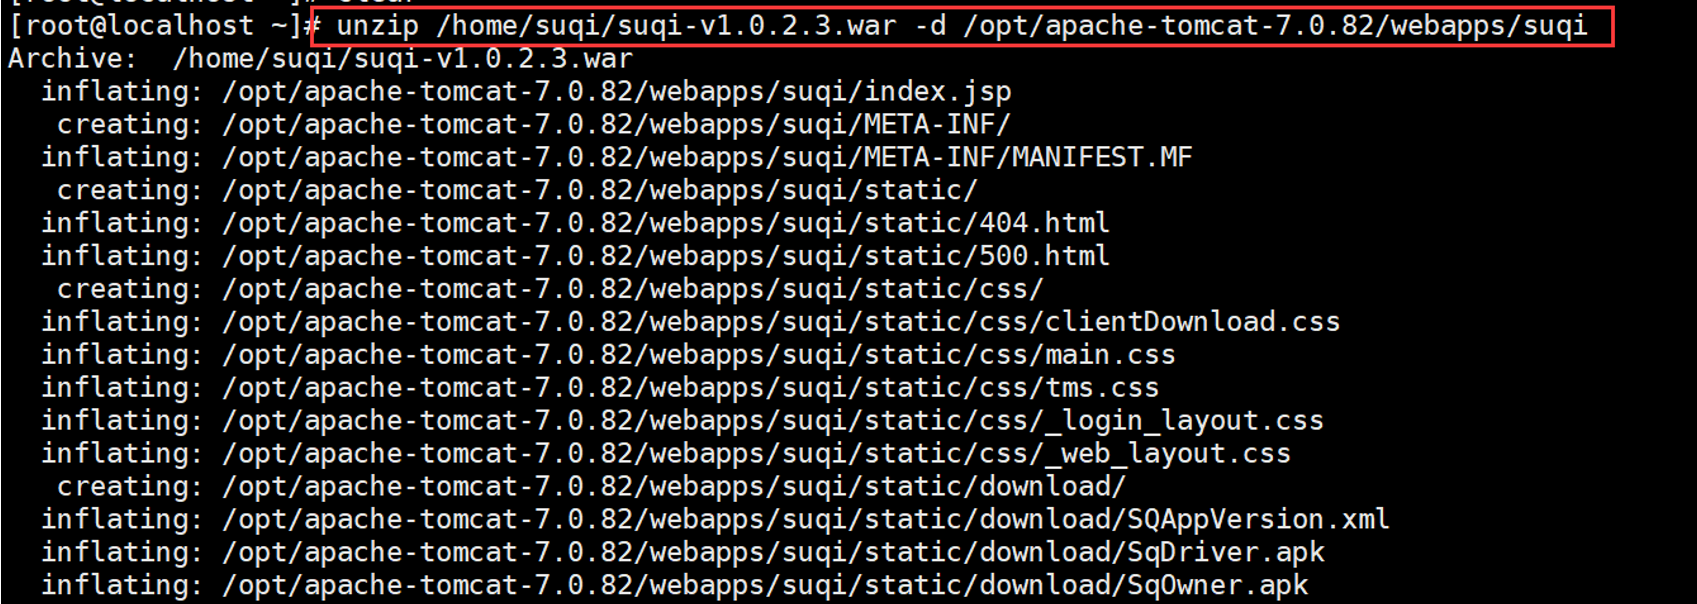 [root@localhost ~]# clear
[root@localhost ~]# unzip /home/suqi/suqi-v1.0.2.3.war -d /opt/apache-tomcat-7.0.82/webapps/suqi
Archive:  /home/suqi/suqi-v1.0.2.3.war
  inflating: /opt/apache-tomcat-7.0.82/webapps/suqi/index.jsp
   creating: /opt/apache-tomcat-7.0.82/webapps/suqi/META-INF/
  inflating: /opt/apache-tomcat-7.0.82/webapps/suqi/META-INF/MANIFEST.MF
   creating: /opt/apache-tomcat-7.0.82/webapps/suqi/static/
  inflating: /opt/apache-tomcat-7.0.82/webapps/suqi/static/404.html
  inflating: /opt/apache-tomcat-7.0.82/webapps/suqi/static/500.html
   creating: /opt/apache-tomcat-7.0.82/webapps/suqi/static/css/
  inflating: /opt/apache-tomcat-7.0.82/webapps/suqi/static/css/clientDownload.css
  inflating: /opt/apache-tomcat-7.0.82/webapps/suqi/static/css/main.css
  inflating: /opt/apache-tomcat-7.0.82/webapps/suqi/static/css/tms.css
  inflating: /opt/apache-tomcat-7.0.82/webapps/suqi/static/css/_login_layout.css
  inflating: /opt/apache-tomcat-7.0.82/webapps/suqi/static/css/_web_layout.css
   creating: /opt/apache-tomcat-7.0.82/webapps/suqi/static/download/
  inflating: /opt/apache-tomcat-7.0.82/webapps/suqi/static/download/SQAppVersion.xml
  inflating: /opt/apache-tomcat-7.0.82/webapps/suqi/static/download/SqDriver.apk
  inflating: /opt/apache-tomcat-7.0.82/webapps/suqi/static/download/SqOwner.apk